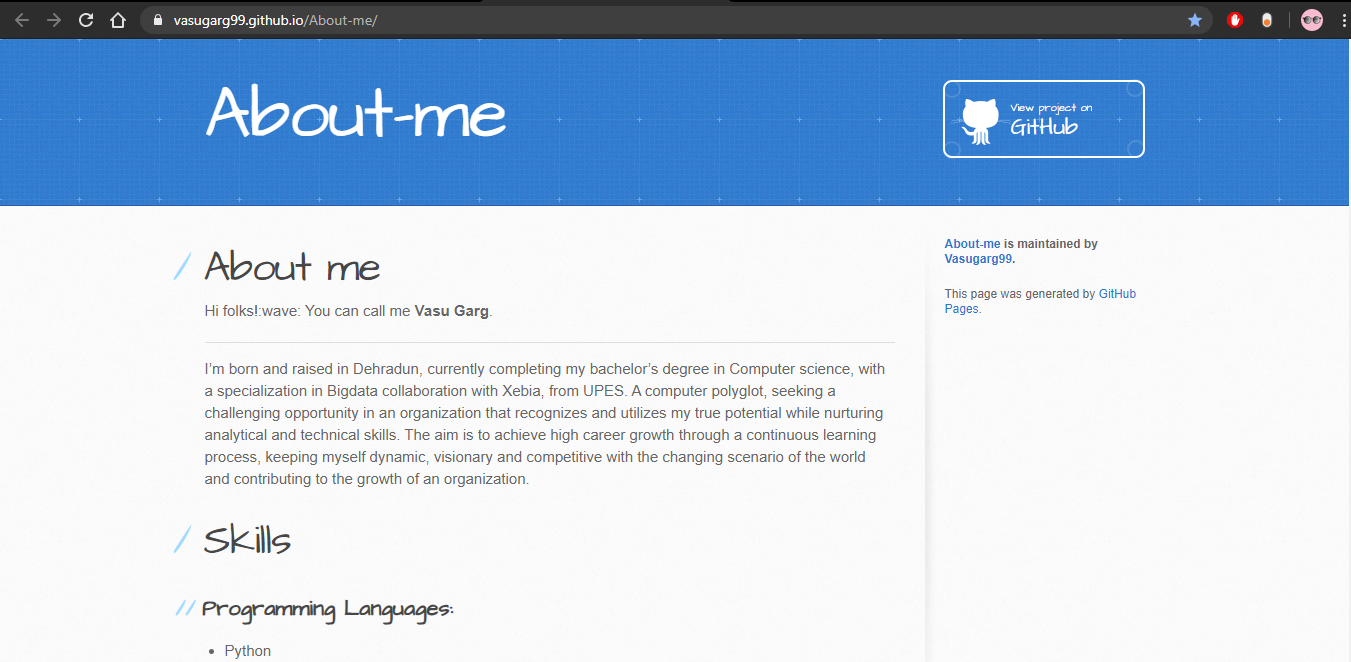 vasugarg99.github.io/About-me/
About-me
View project on
GitHub
About me
Hi folks!:wave: You can call me Vasu Garg.
I'm born and raised in Dehradun, currently completing my bachelor's degree in Computer science, with
a specialization in Bigdata collaboration with Xebia, from UPES. A computer polyglot, seeking a
challenging opportunity in an organization that recognizes and utilizes my true potential while nurturing
analytical and technical skills. The aim is to achieve high career growth through a continuous learning
process, keeping myself dynamic, visionary and competitive with the changing scenario of the world
and contributing to the growth of an organization.
Skills
Programming Languages:
Python
About-me is maintained by
Vasugarg99.
This page was generated by GitHub
Pages.